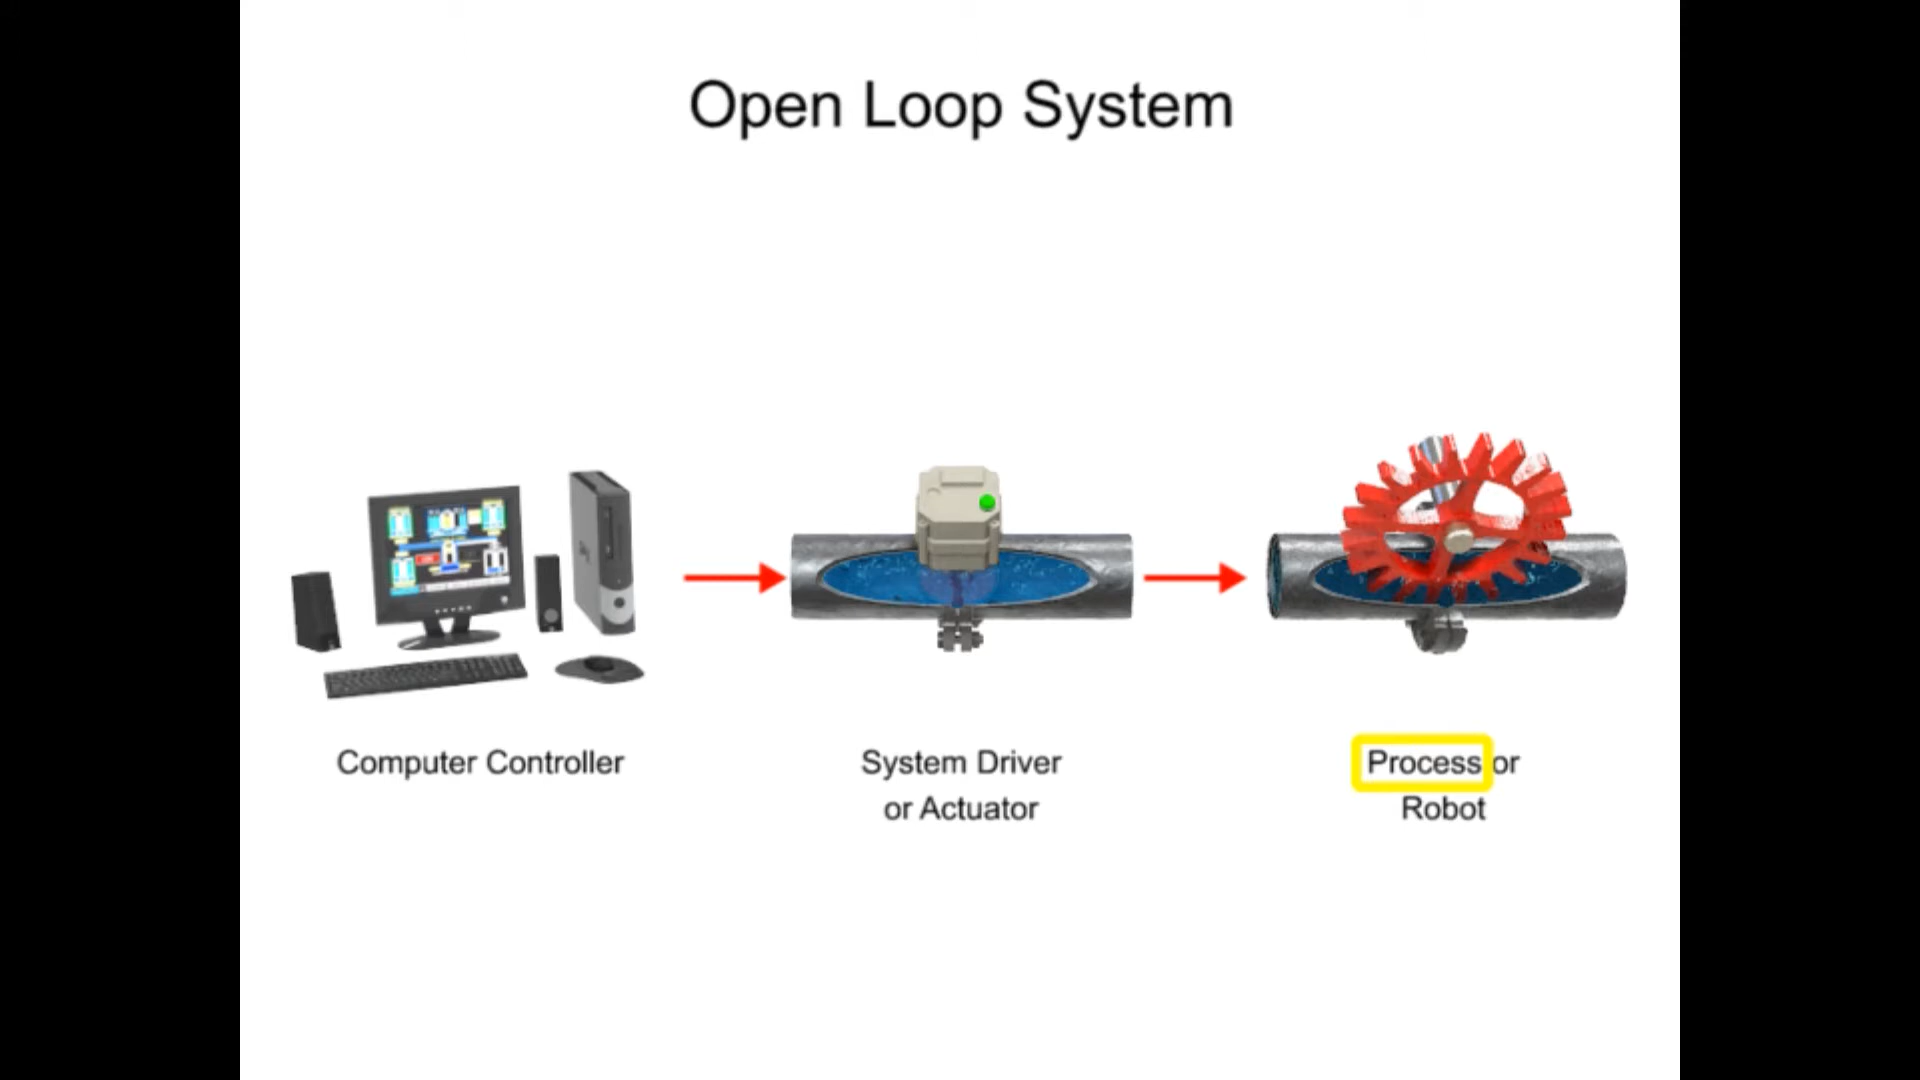 Open Loop System
Computer Controller
System Driver
or Actuator
Process or
Robot